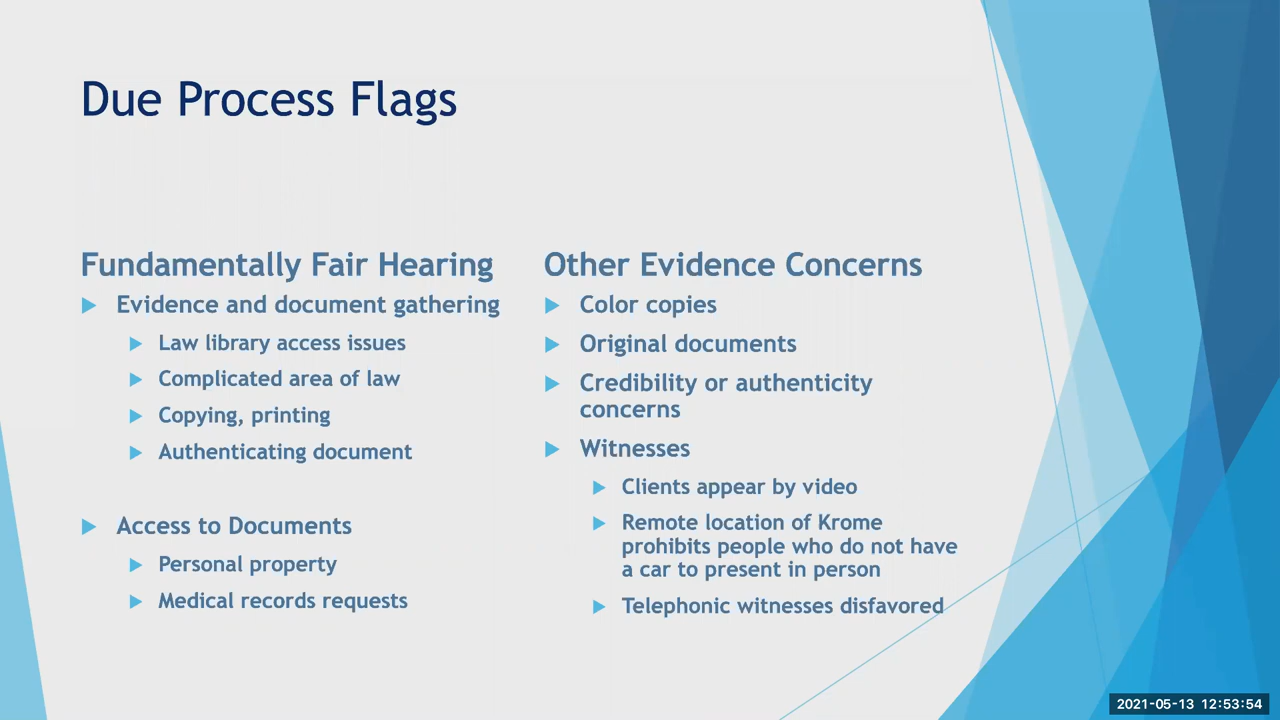 Due Process Flags
Fundamentally Fair Hearing
Evidence and document gathering
Law library access issues
Complicated area of law
Copying, printing
Authenticating document
Access to Documents
Personal property
Medical records requests
Other Evidence Concerns
Color copies
Original documents
Credibility or authenticity
concerns
Witnesses
Clients appear by video
Remote location of Krome
prohibits people who do not have
a car to present in person
Telephonic witnesses disfavored
2021-05-13 12:53:54